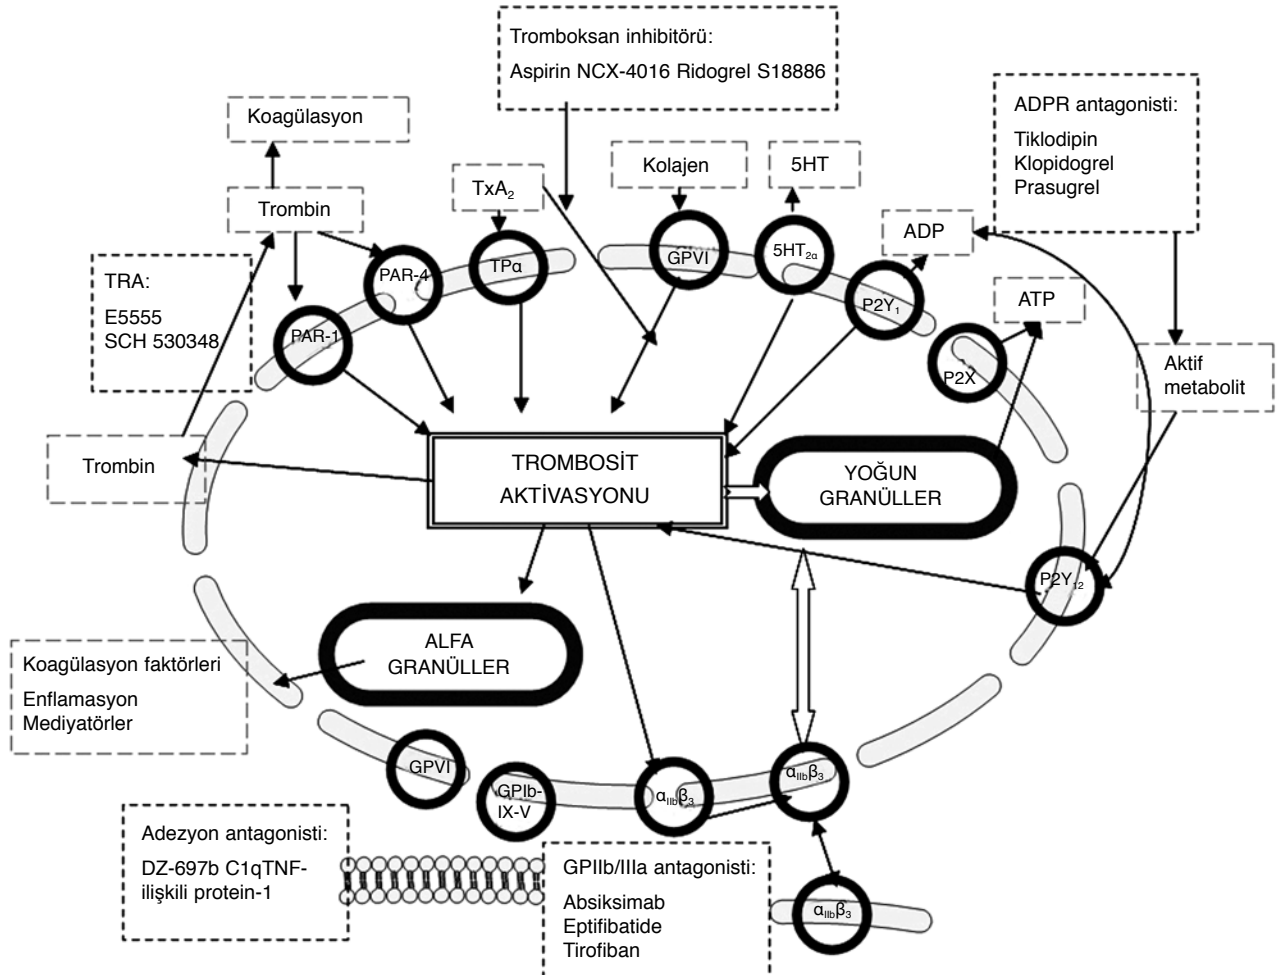 Tromboksan inhibitörü:
Aspirin NCX-4016 Ridogrel S18886
ADPR antagonisti:
Tiklodipin
Klopidogrel
Prasugrel
Koagülasyon
Trombin
TxA₂
Kolajen
5HT
ADP
ATP
TRA:
E5555
SCH 530348
PAR-1
PAR-4
TPα
GPVI
5HT₂α
P2Y₁
P2X
Aktif
metabolit
Trombin
TROMBOSİT
AKTİVASYONU
YOĞUN
GRANÜLLER
P2Y₁₂
ALFA
GRANÜLLER
Koagülasyon faktörleri
Enflamasyon
Mediyatörler
GPVI
GPIb-
IX-V
αIIbβ₃
αIIbβ₃
Adezyon antagonisti:
DZ-697b C1qTNF-
ilişkili protein-1
GPIIb/IIIa antagonisti:
Absiksimab
Eptifibatide
Tirofiban
αIIbβ₃